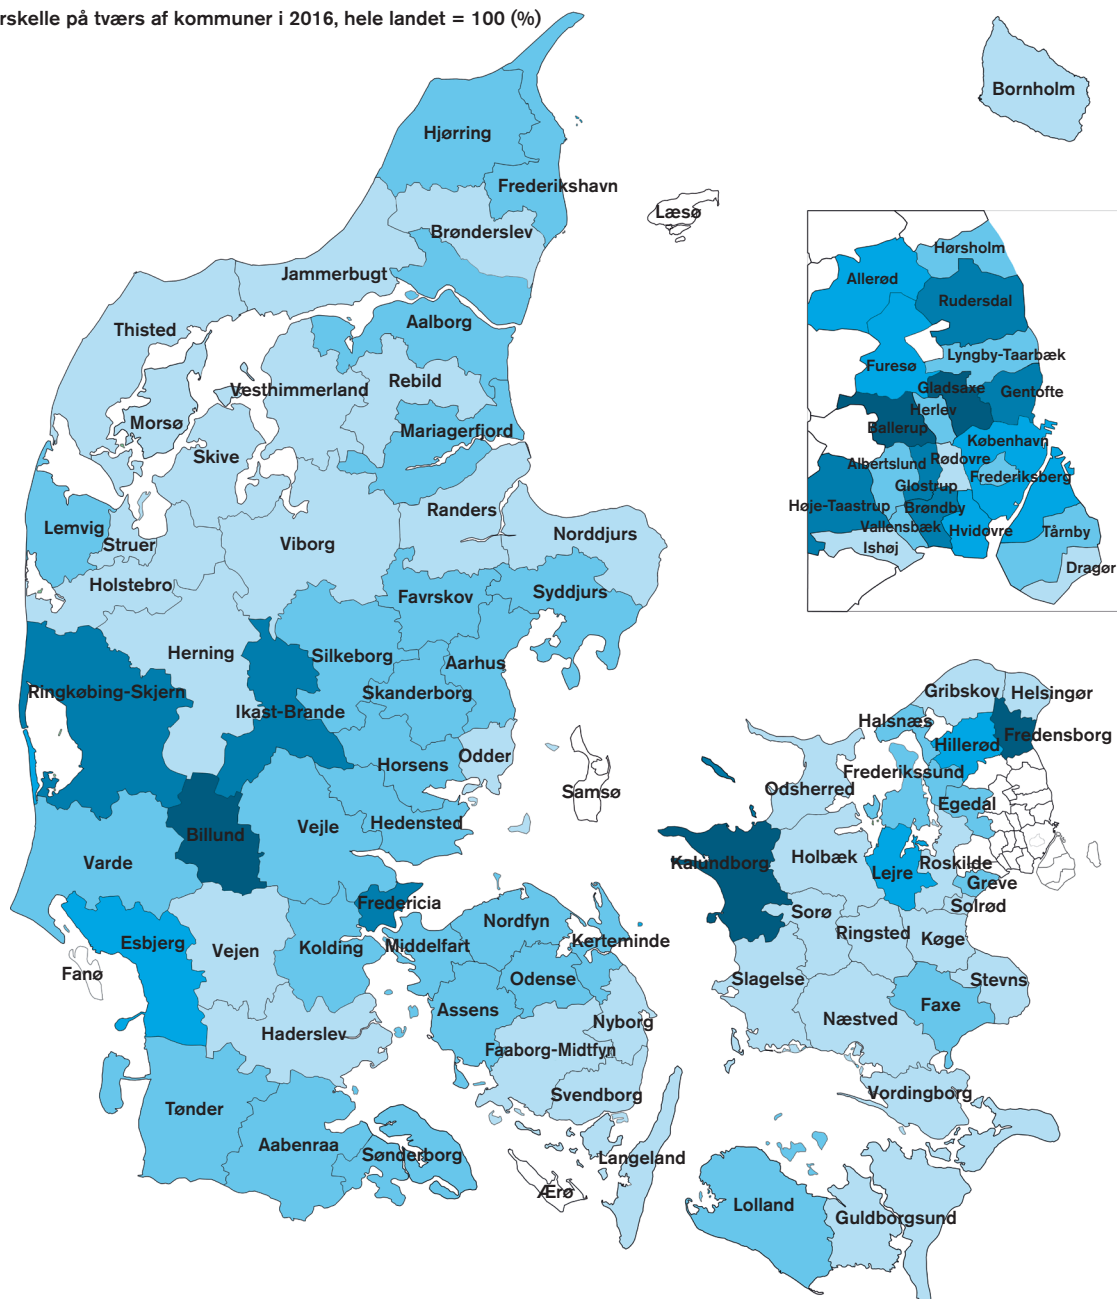 rskelle på tværs af kommuner i 2016, hele landet = 100 (%)
Bornholm
Hjørring
Frederikshavn
Læsø
Brønderslev
Jammerbugt
Thisted
Aalborg
Vesthimmerland
Rebild
Morsø
Mariagerfjord
Skive
Randers
Lemvig
Struer
Viborg
Norddjurs
Holstebro
Favrskov
Syddjurs
Herning
Silkeborg
Aarhus
Ringkøbing-Skjern
Skanderborg
Ikast-Brande
Odder
Horsens
Samsø
Billund
Vejle
Hedensted
Varde
Fredericia
Esbjerg
Vejen
Kolding
Middelfart
Nordfyn
Kerteminde
Fanø
Odense
Assens
Nyborg
Haderslev
Faaborg-Midtfyn
Svendborg
Tønder
Aabenraa
Sønderborg
Langeland
Ærø
Hørsholm
Allerød
Rudersdal
Lyngby-Taarbæk
Furesø
Gladsaxe
Gentofte
Herlev
Ballerup
København
Albertslund
Rødovre
Frederiksberg
Glostrup
Høje-Taastrup
Brøndby
Vallensbæk
Hvidovre
Tårnby
Ishøj
Dragør
Gribskov
Helsingør
Halsnæs
Fredensborg
Hillerød
Frederikssund
Odsherred
Egedal
Kalundborg
Holbæk
Roskilde
Lejre
Greve
Solrød
Sorø
Ringsted
Køge
Slagelse
Stevns
Næstved
Faxe
Vordingborg
Lolland
Guldborgsund